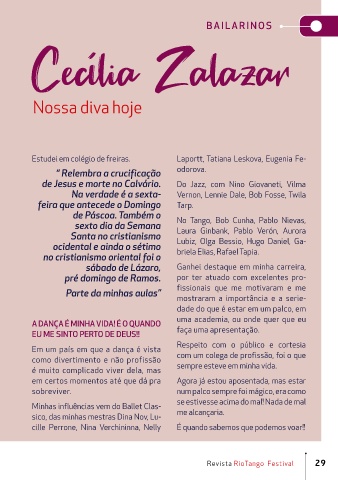 BAILARINOS
Cecília Zalazar
Nossa diva hoje
Estudei em colégio de freiras.
“ Relembra a crucificação
de Jesus e morte no Calvário.
Na verdade é a sexta-
feira que antecede o Domingo
de Páscoa. Também o
sexto dia da Semana
Santa no cristianismo
ocidental e ainda o sétimo
no cristianismo oriental foi o
sábado de Lázaro,
pré domingo de Ramos.
Parte da minhas aulas”
A DANÇA É MINHA VIDA! É O QUANDO
EU ME SINTO PERTO DE DEUS!!
Em um país em que a dança é vista
como divertimento e não profissão
é muito complicado viver dela, mas
em certos momentos até que dá pra
sobreviver.
Minhas influências vem do Ballet Clas-
sico, das minhas mestras Dina Nov, Lu-
cille Perrone, Nina Verchininna, Nelly
Laportt, Tatiana Leskova, Eugenia Fe-
odorova.
Do Jazz, com Nino Giovaneti, Vilma
Vernon, Lennie Dale, Bob Fosse, Twila
Tarp.
No Tango, Bob Cunha, Pablo Nievas,
Laura Ginbank, Pablo Verón, Aurora
Lubiz, Olga Bessio, Hugo Daniel, Ga-
briela Elias, Rafael Tapia.
Ganhei destaque em minha carreira,
por ter atuado com excelentes pro-
fissionais que me motivaram e me
mostraram a importância e a serie-
dade do que é estar em um palco, em
uma academia, ou onde quer que eu
faça uma apresentação.
Respeito com o público e cortesia
com um colega de profissão, foi o que
sempre esteve em minha vida.
Agora já estou aposentada, mas estar
num palco sempre foi mágico, era como
se estivesse acima do mal! Nada de mal
me alcançaria.
É quando sabemos que podemos voar!!
Revista RioTango Festival 29